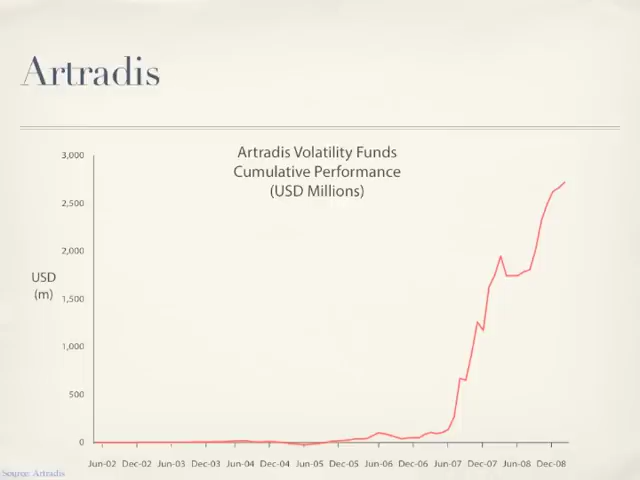 Artradis
Artradis Volatility Funds
Cumulative Performance
(USD Millions)
3,000
2,500
2,000
USD
(m)
1,500
1,000
500
0
Jun-02 Dec-02 Jun-03 Dec-03 Jun-04 Dec-04 Jun-05 Dec-05 Jun-06 Dec-06 Jun-07 Dec-07 Jun-08 Dec-08
Source: Artradis